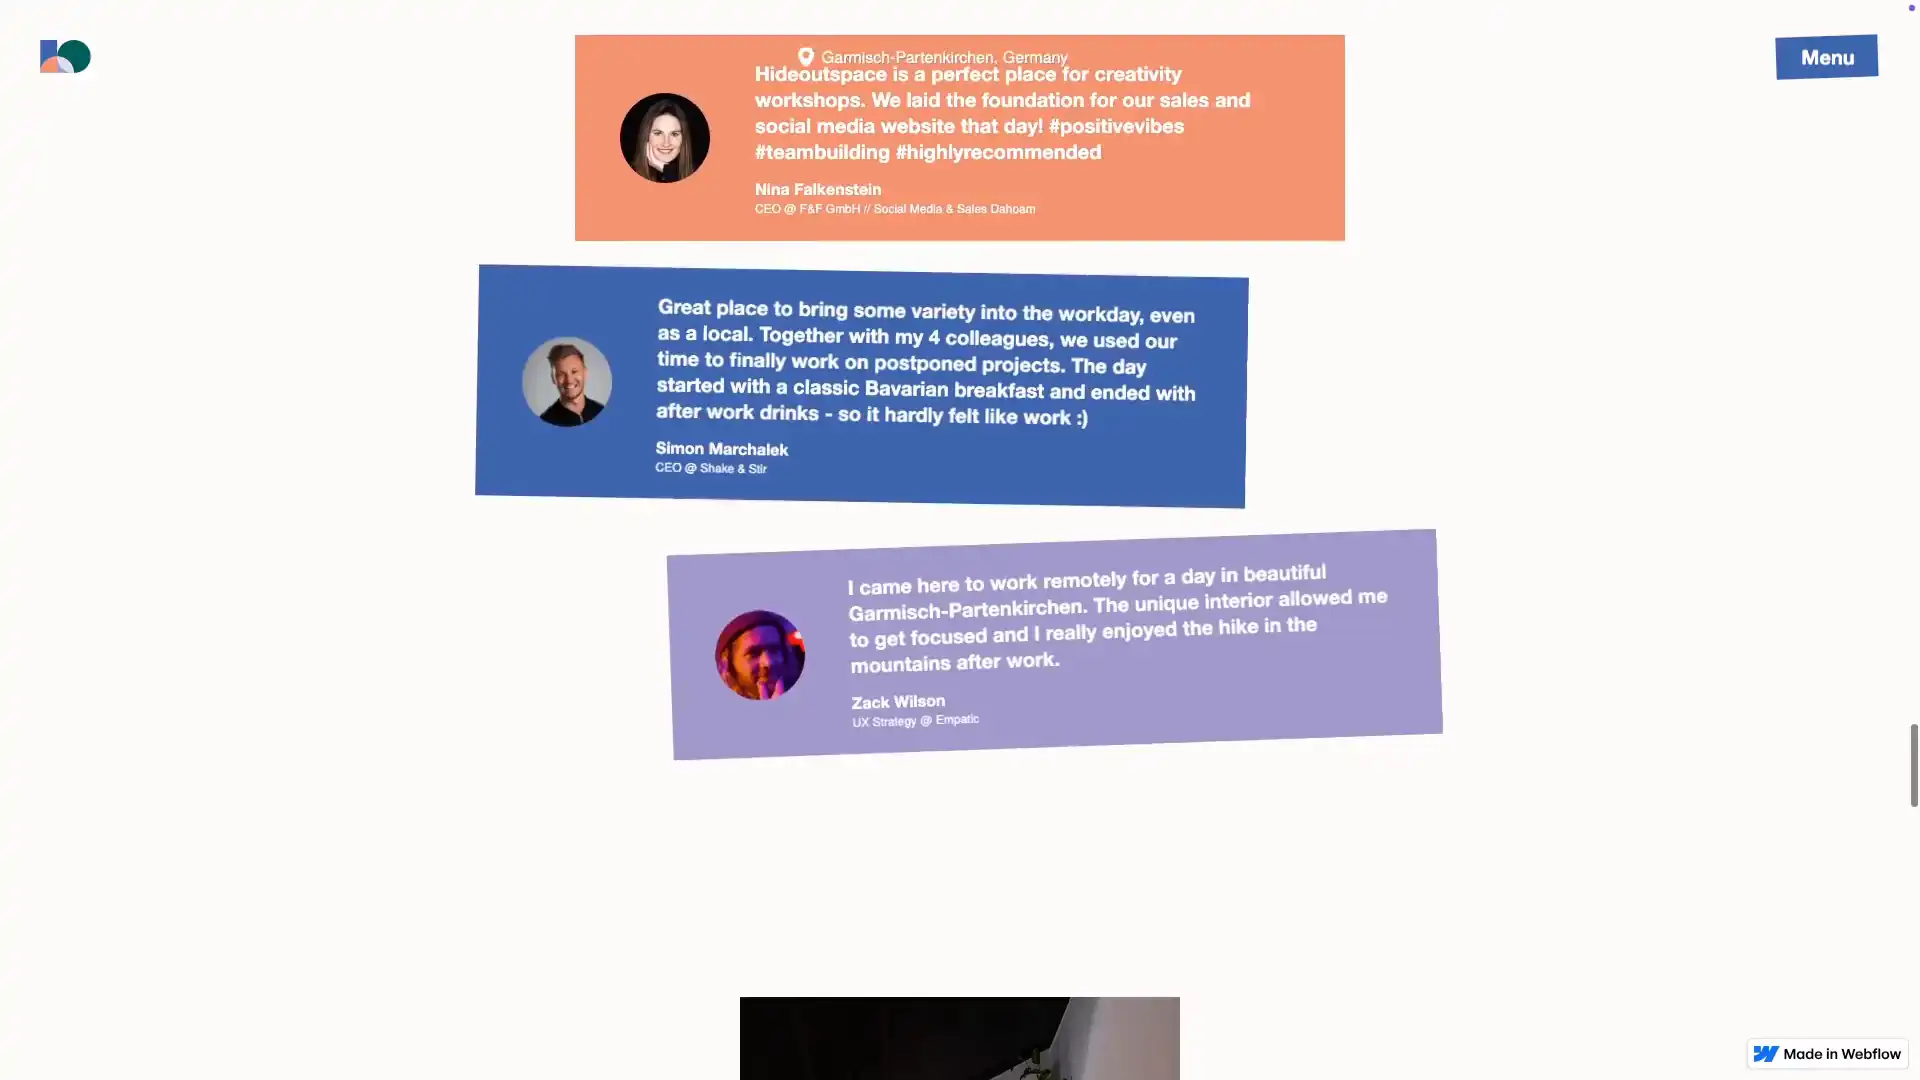 Garmisch-Partenkirchen, Germany
Menu
Hideoutspace is a perfect place for creativity
workshops. We laid the foundation for our sales and
social media website that day! #positivevibes
#teambuilding #highlyrecommended
Nina Falkenstein
CEO @ F&F GmbH // Social Media & Sales Dahoam
Great place to bring some variety into the workday, even
as a local. Together with my 4 colleagues, we used our
time to finally work on postponed projects. The day
started with a classic Bavarian breakfast and ended with
after work drinks - so it hardly felt like work :)
Simon Marchalek
CEO @ Shake & Stir
I came here to work remotely for a day in beautiful
Garmisch-Partenkirchen. The unique interior allowed me
to get focused and I really enjoyed the hike in the
mountains after work.
Zack Wilson
UX Strategy @ Empatic
Made in Webflow